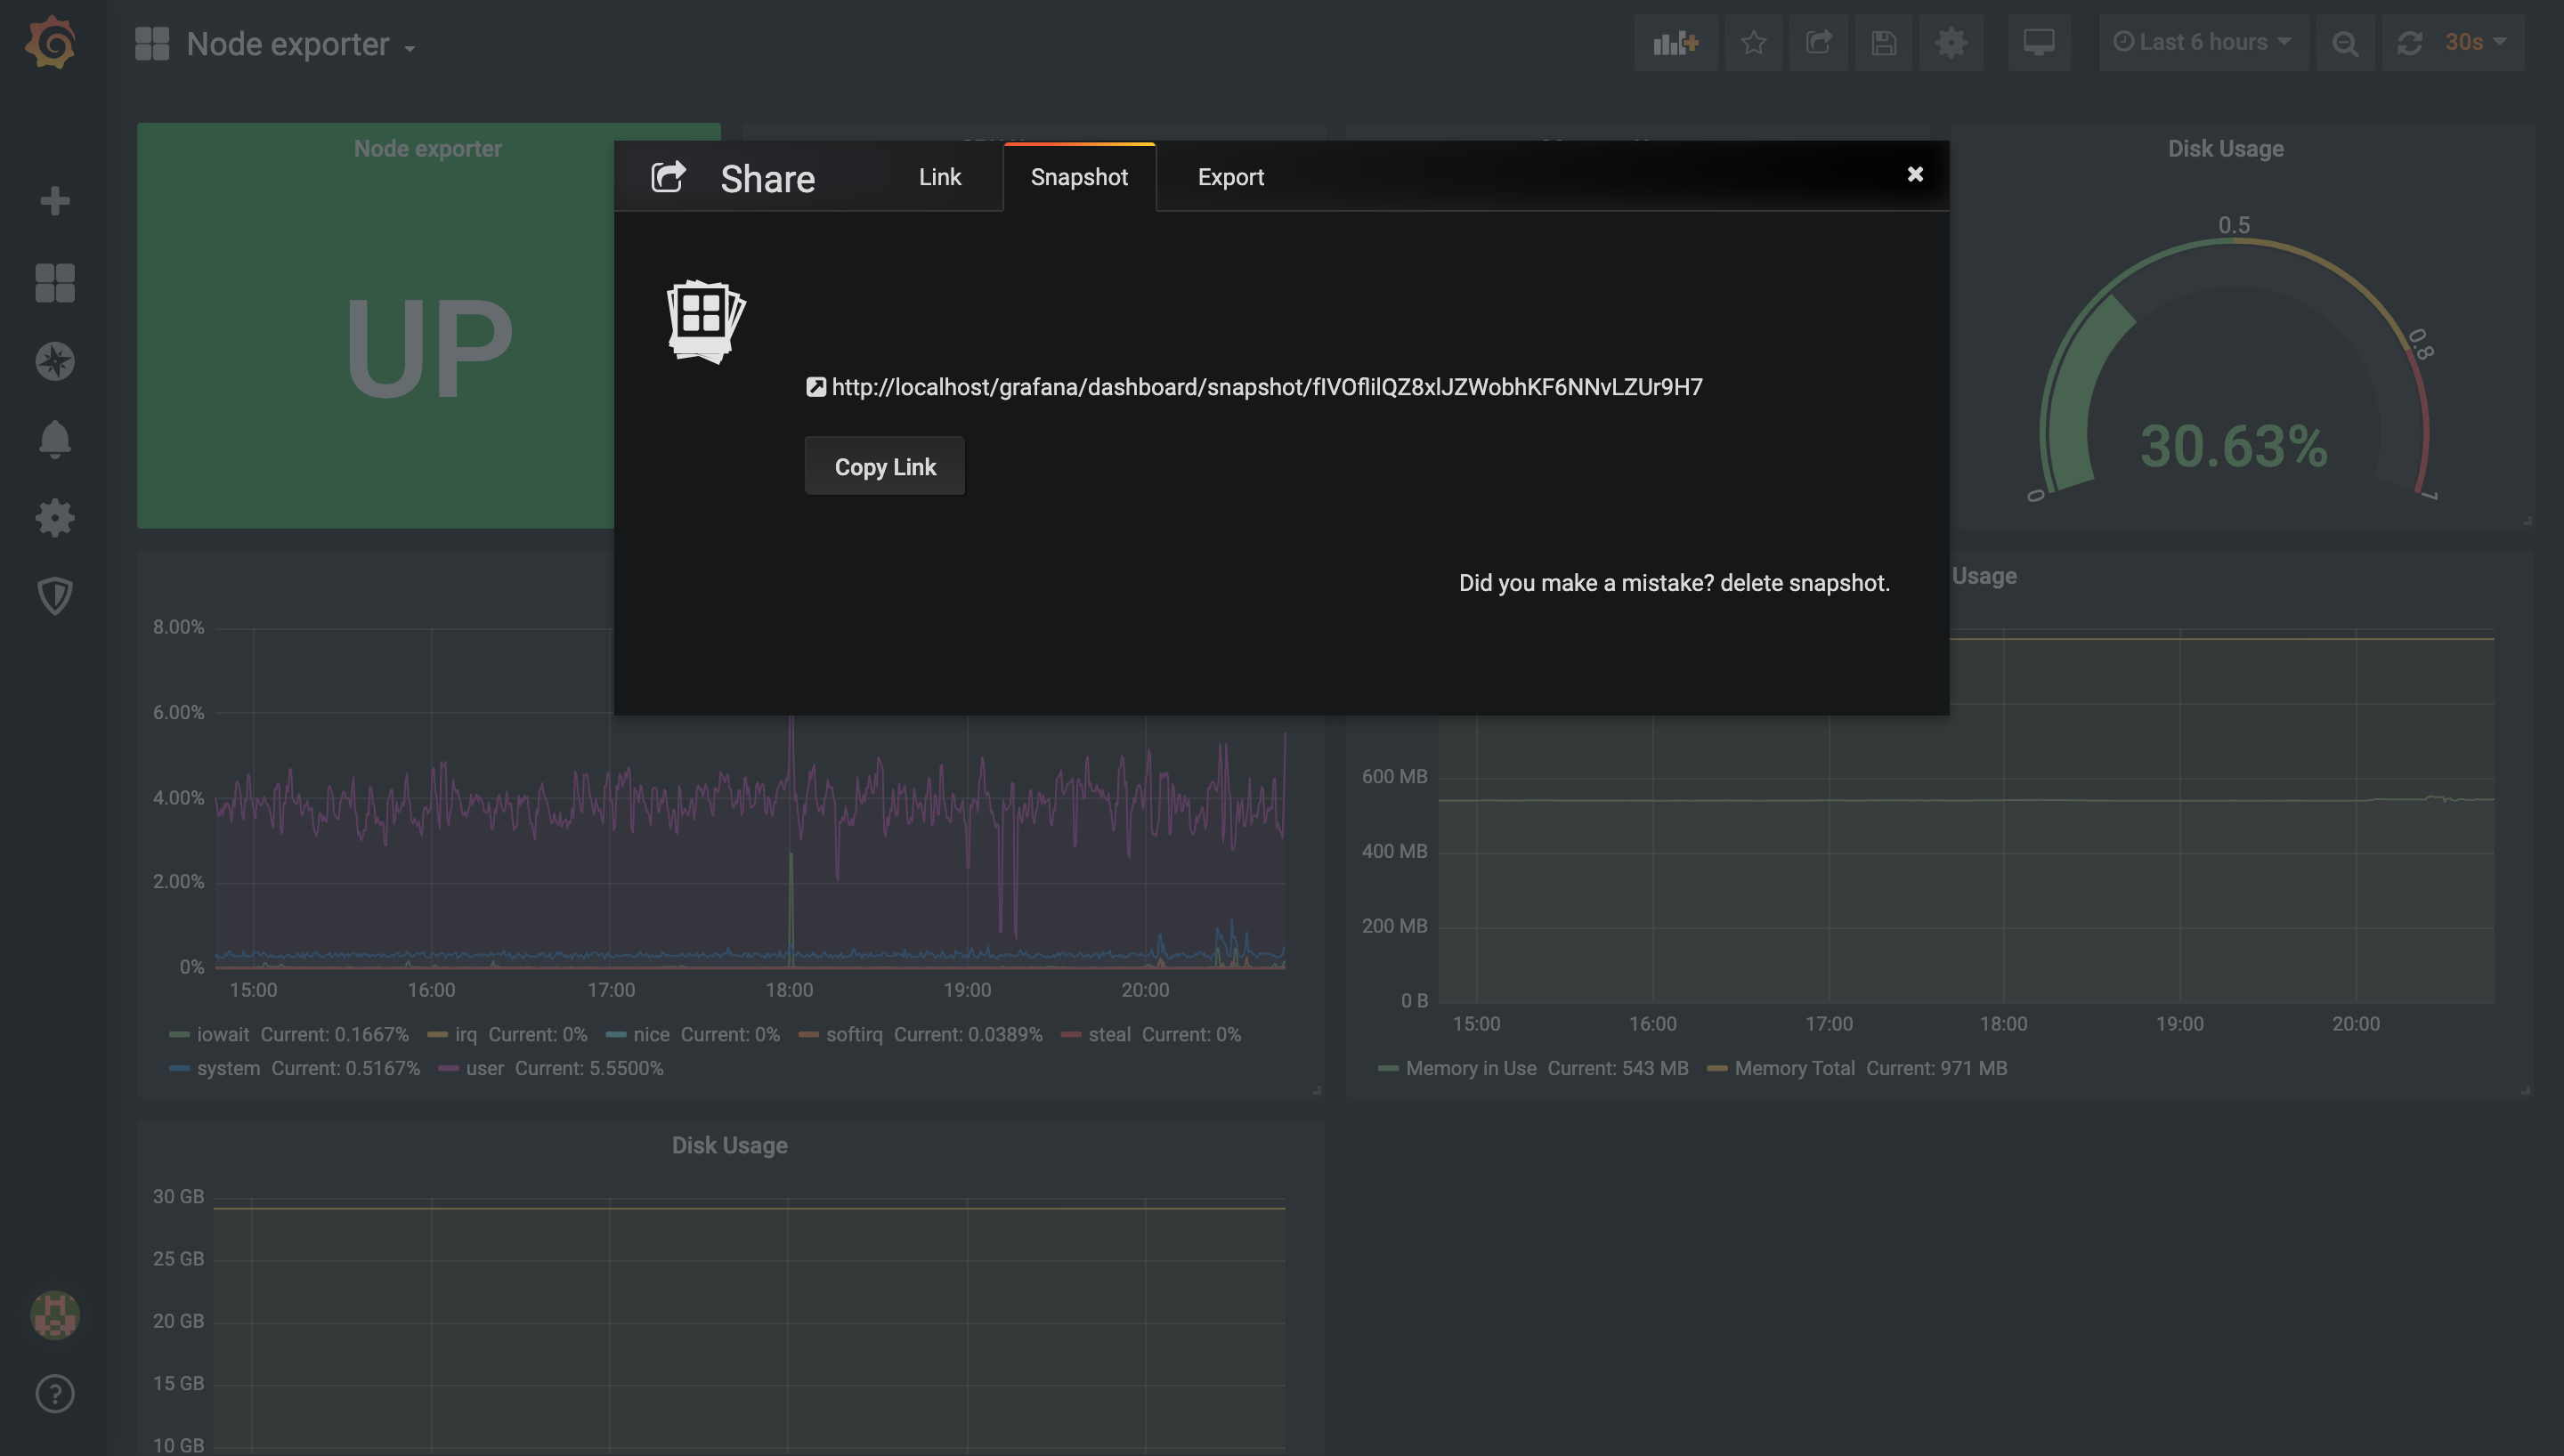 Node exporter
Last 6 hours
30s
Node exporter
UP
Share
Link
Snapshot
Export
http://localhost/grafana/dashboard/snapshot/fIVOflilQZ8xlJZWobhKF6NNvLZUr9H7
Copy Link
Did you make a mistake? delete snapshot.
Disk Usage
0
0.5
0.8
1
30.63%
8.00%
6.00%
4.00%
2.00%
0%
15:00 16:00 17:00 18:00 19:00 20:00
iowait Current: 0.1667% irq Current: 0% nice Current: 0% softirq Current: 0.0389% steal Current: 0%
system Current: 0.5167% user Current: 5.5500%
Usage
600 MB
400 MB
200 MB
0 B
15:00 16:00 17:00 18:00 19:00 20:00
Memory in Use Current: 543 MB Memory Total Current: 971 MB
Disk Usage
30 GB
25 GB
20 GB
15 GB
10 GB